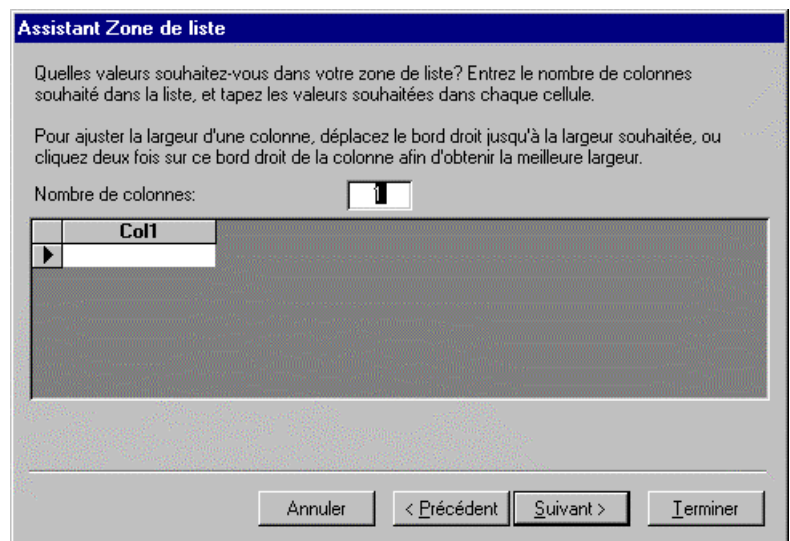 Assistant Zone de liste
Quelles valeurs souhaitez-vous dans votre zone de liste? Entrez le nombre de colonnes
souhaité dans la liste, et tapez les valeurs souhaitées dans chaque cellule.
Pour ajuster la largeur d'une colonne, déplacez le bord droit jusqu'à la largeur souhaitée, ou
cliquez deux fois sur ce bord droit de la colonne afin d'obtenir la meilleure largeur.
Nombre de colonnes: 1
Col1
Annuler < Précédent Suivant > Terminer